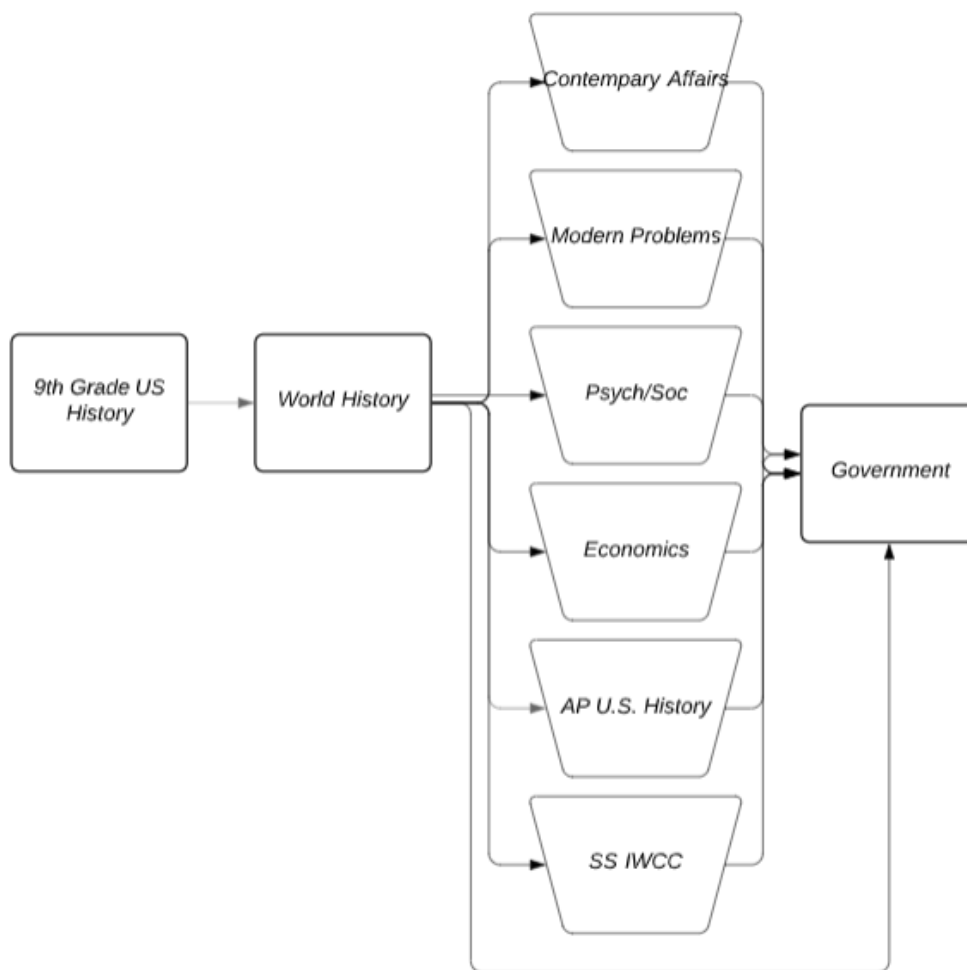 9th Grade US
History
World History
Contempary Affairs
Modern Problems
Psych/Soc
Economics
AP U.S. History
SS IWCC
Government